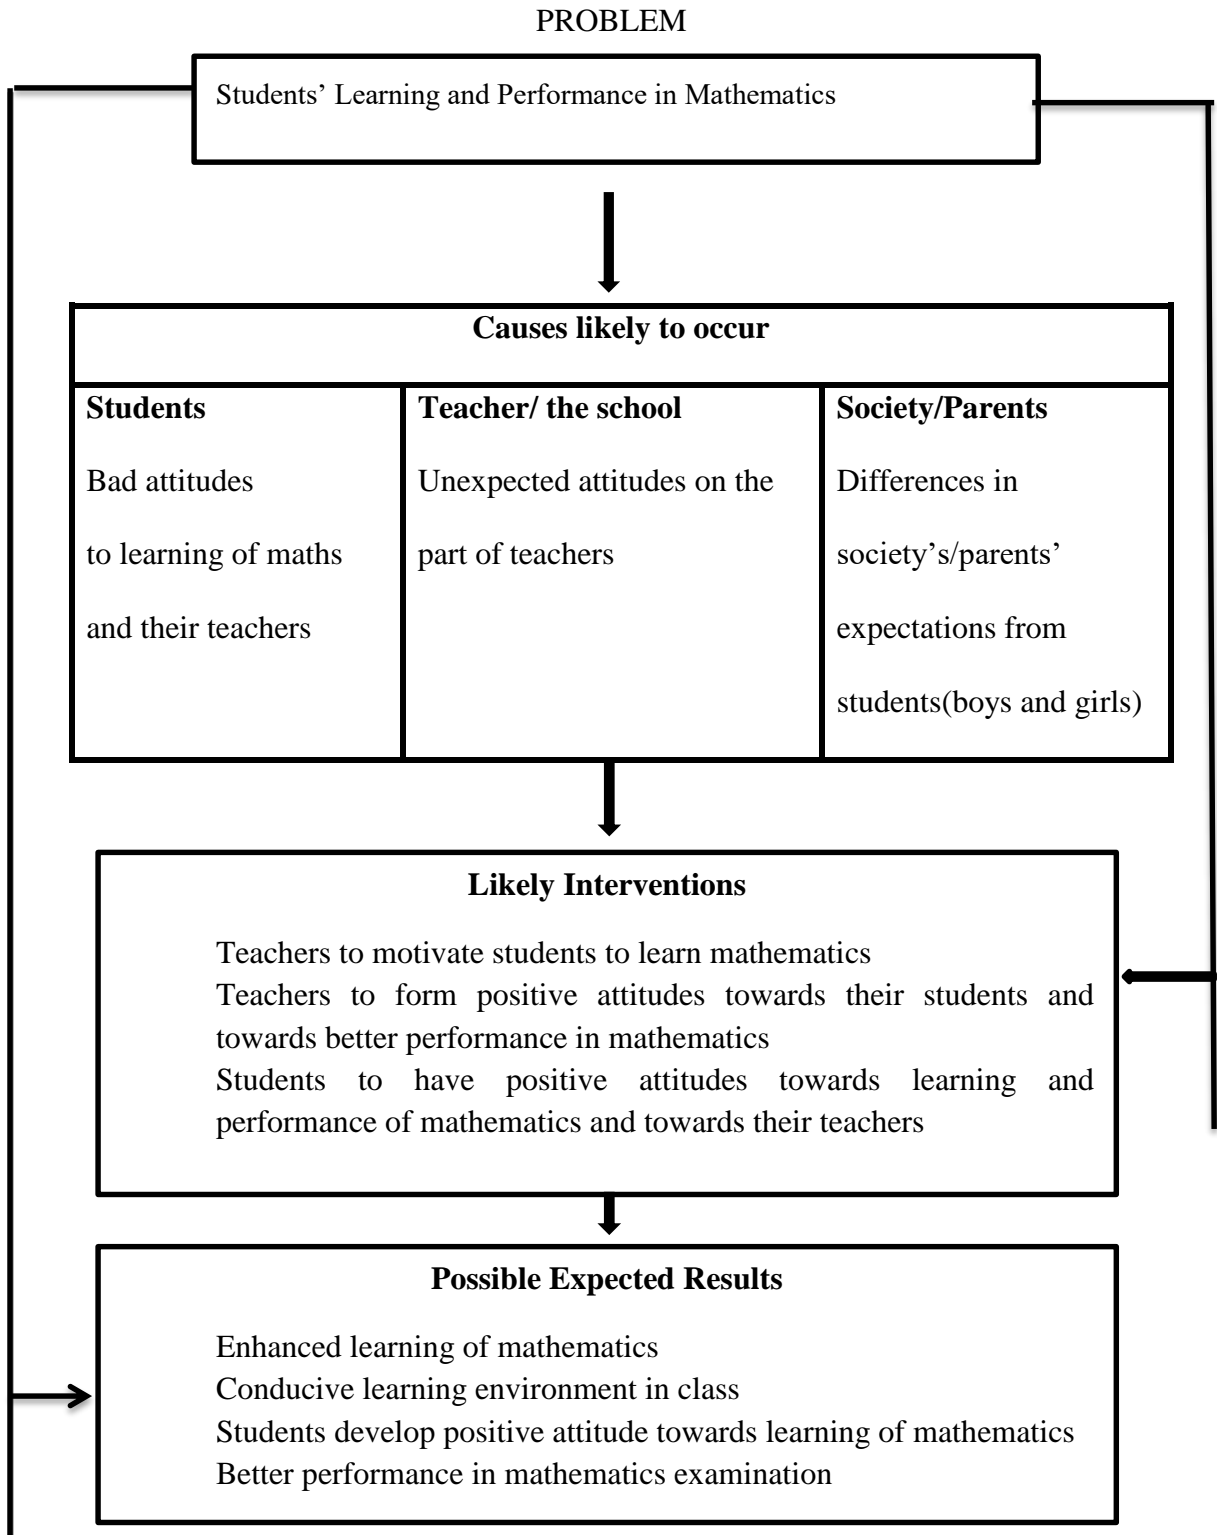 PROBLEM
Students’ Learning and Performance in Mathematics
Causes likely to occur
Students
Bad attitudes
to learning of maths
and their teachers
Teacher/ the school
Unexpected attitudes on the
part of teachers
Society/Parents
Differences in
society’s/parents’
expectations from
students(boys and girls)
Likely Interventions
Teachers to motivate students to learn mathematics
Teachers to form positive attitudes towards their students and
towards better performance in mathematics
Students to have positive attitudes towards learning and
performance of mathematics and towards their teachers
Possible Expected Results
Enhanced learning of mathematics
Conducive learning environment in class
Students develop positive attitude towards learning of mathematics
Better performance in mathematics examination